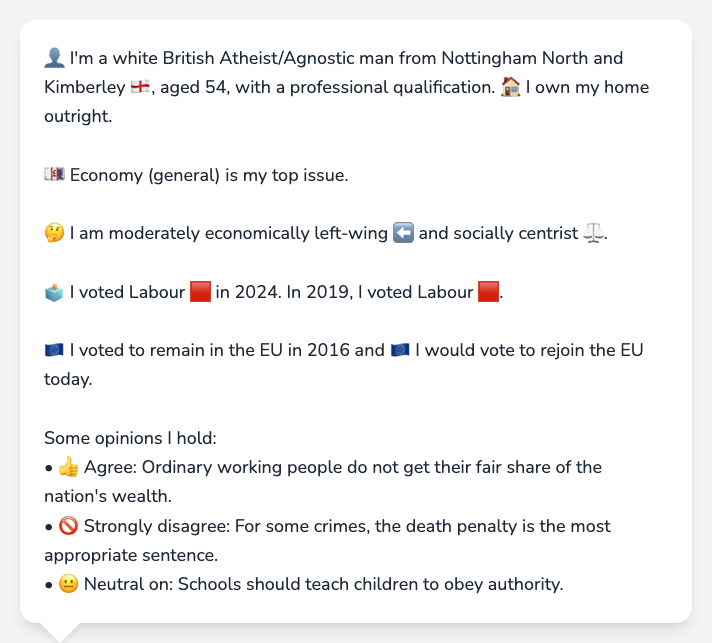 👤 I'm a white British Atheist/Agnostic man from Nottingham North and
Kimberley 🏴󠁧󠁢󠁥󠁮󠁧󠁿, aged 54, with a professional qualification. 🏠 I own my home
outright.
💷 Economy (general) is my top issue.
🤔 I am moderately economically left-wing ⬅️ and socially centrist ⚖️.
🗳️ I voted Labour 🟥 in 2024. In 2019, I voted Labour 🟥.
🇪🇺 I voted to remain in the EU in 2016 and 🇪🇺 I would vote to rejoin the EU
today.
Some opinions I hold:
• 👍 Agree: Ordinary working people do not get their fair share of the
nation's wealth.
• 🚫 Strongly disagree: For some crimes, the death penalty is the most
appropriate sentence.
• 😐 Neutral on: Schools should teach children to obey authority.